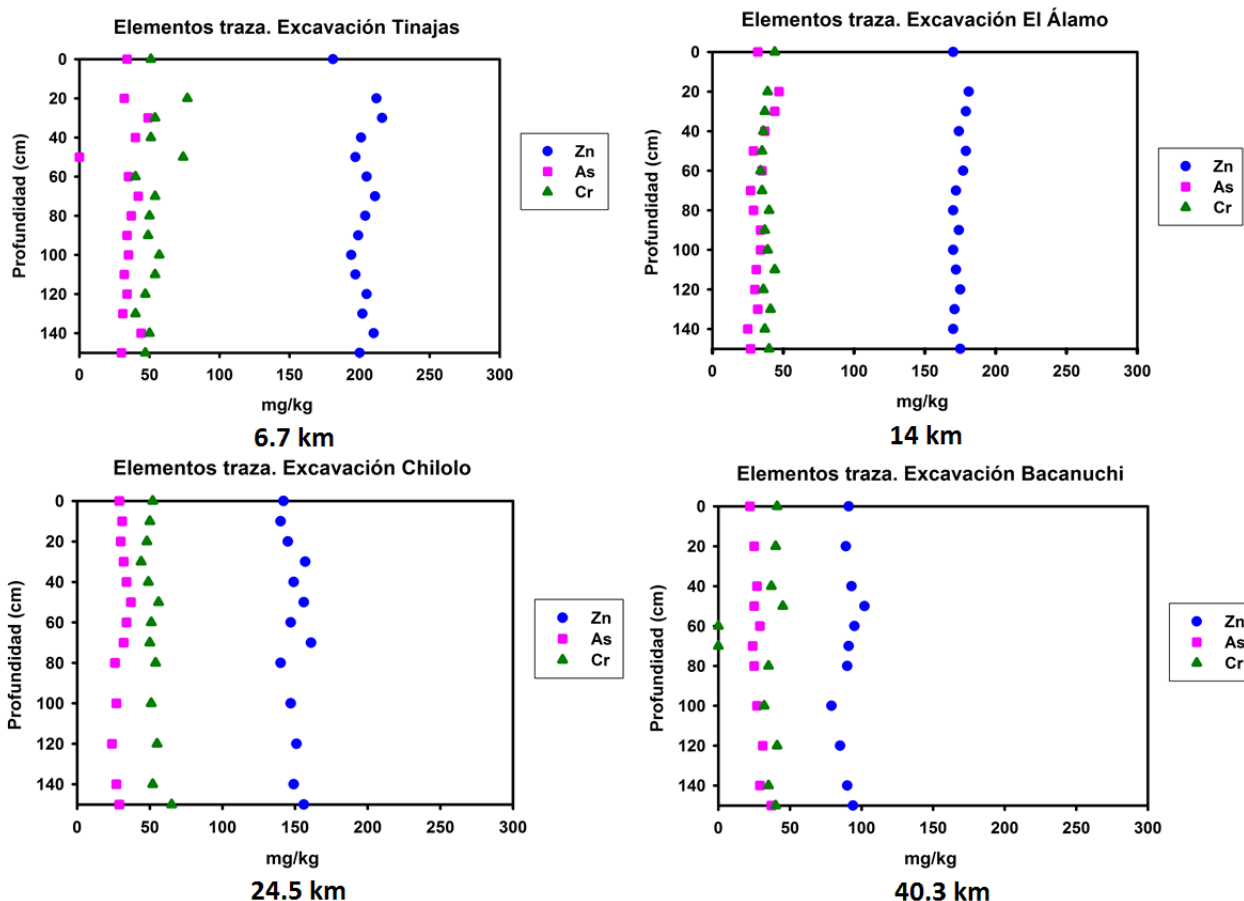 Elementos traza. Excavación Tinajas
0
20
40
60
80
100
120
140
Profundidad (cm)
0 50 100 150 200 250 300
mg/kg
Zn
As
Cr
6.7 km
Elementos traza. Excavación El Álamo
0
20
40
60
80
100
120
140
Profundidad (cm)
0 50 100 150 200 250 300
mg/kg
Zn
As
Cr
14 km
Elementos traza. Excavación Chilolo
0
20
40
60
80
100
120
140
Profundidad (cm)
0 50 100 150 200 250 300
mg/kg
Zn
As
Cr
24.5 km
Elementos traza. Excavación Bacanuchi
0
20
40
60
80
100
120
140
Profundidad (cm)
0 50 100 150 200 250 300
mg/kg
Zn
As
Cr
40.3 km